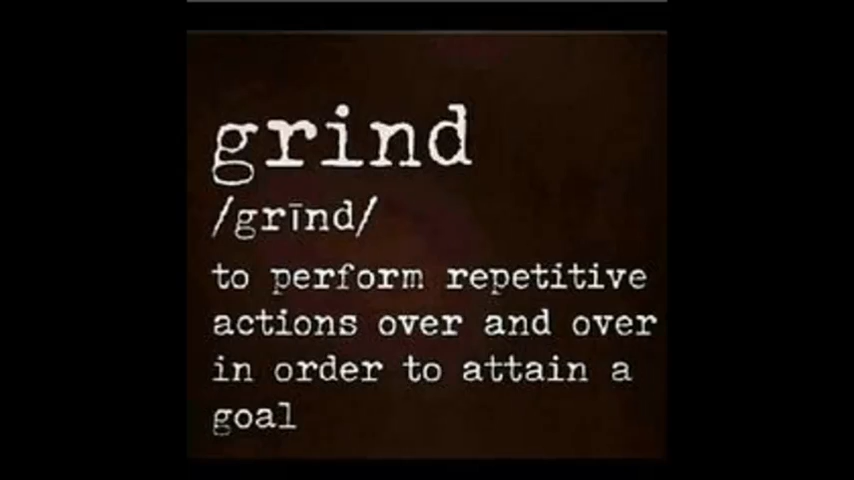 grind
/grīnd/
to perform repetitive
actions over and over
in order to attain a
goal